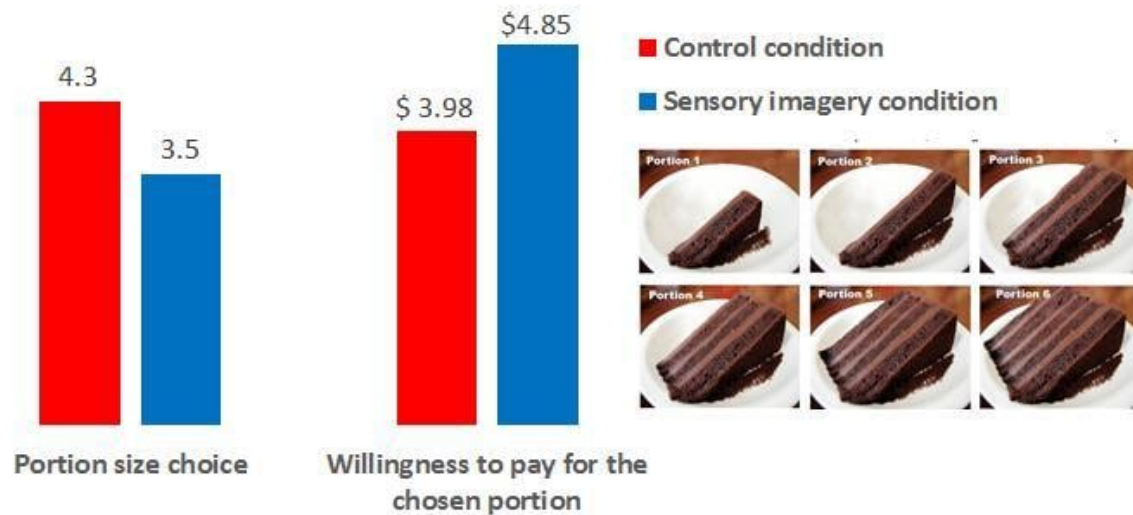 4.3
3.5
Portion size choice
$ 3.98
$4.85
Willingness to pay for the
chosen portion
Control condition
Sensory imagery condition
Portion 1
Portion 2
Portion 3
Portion 4
Portion 5
Portion 6